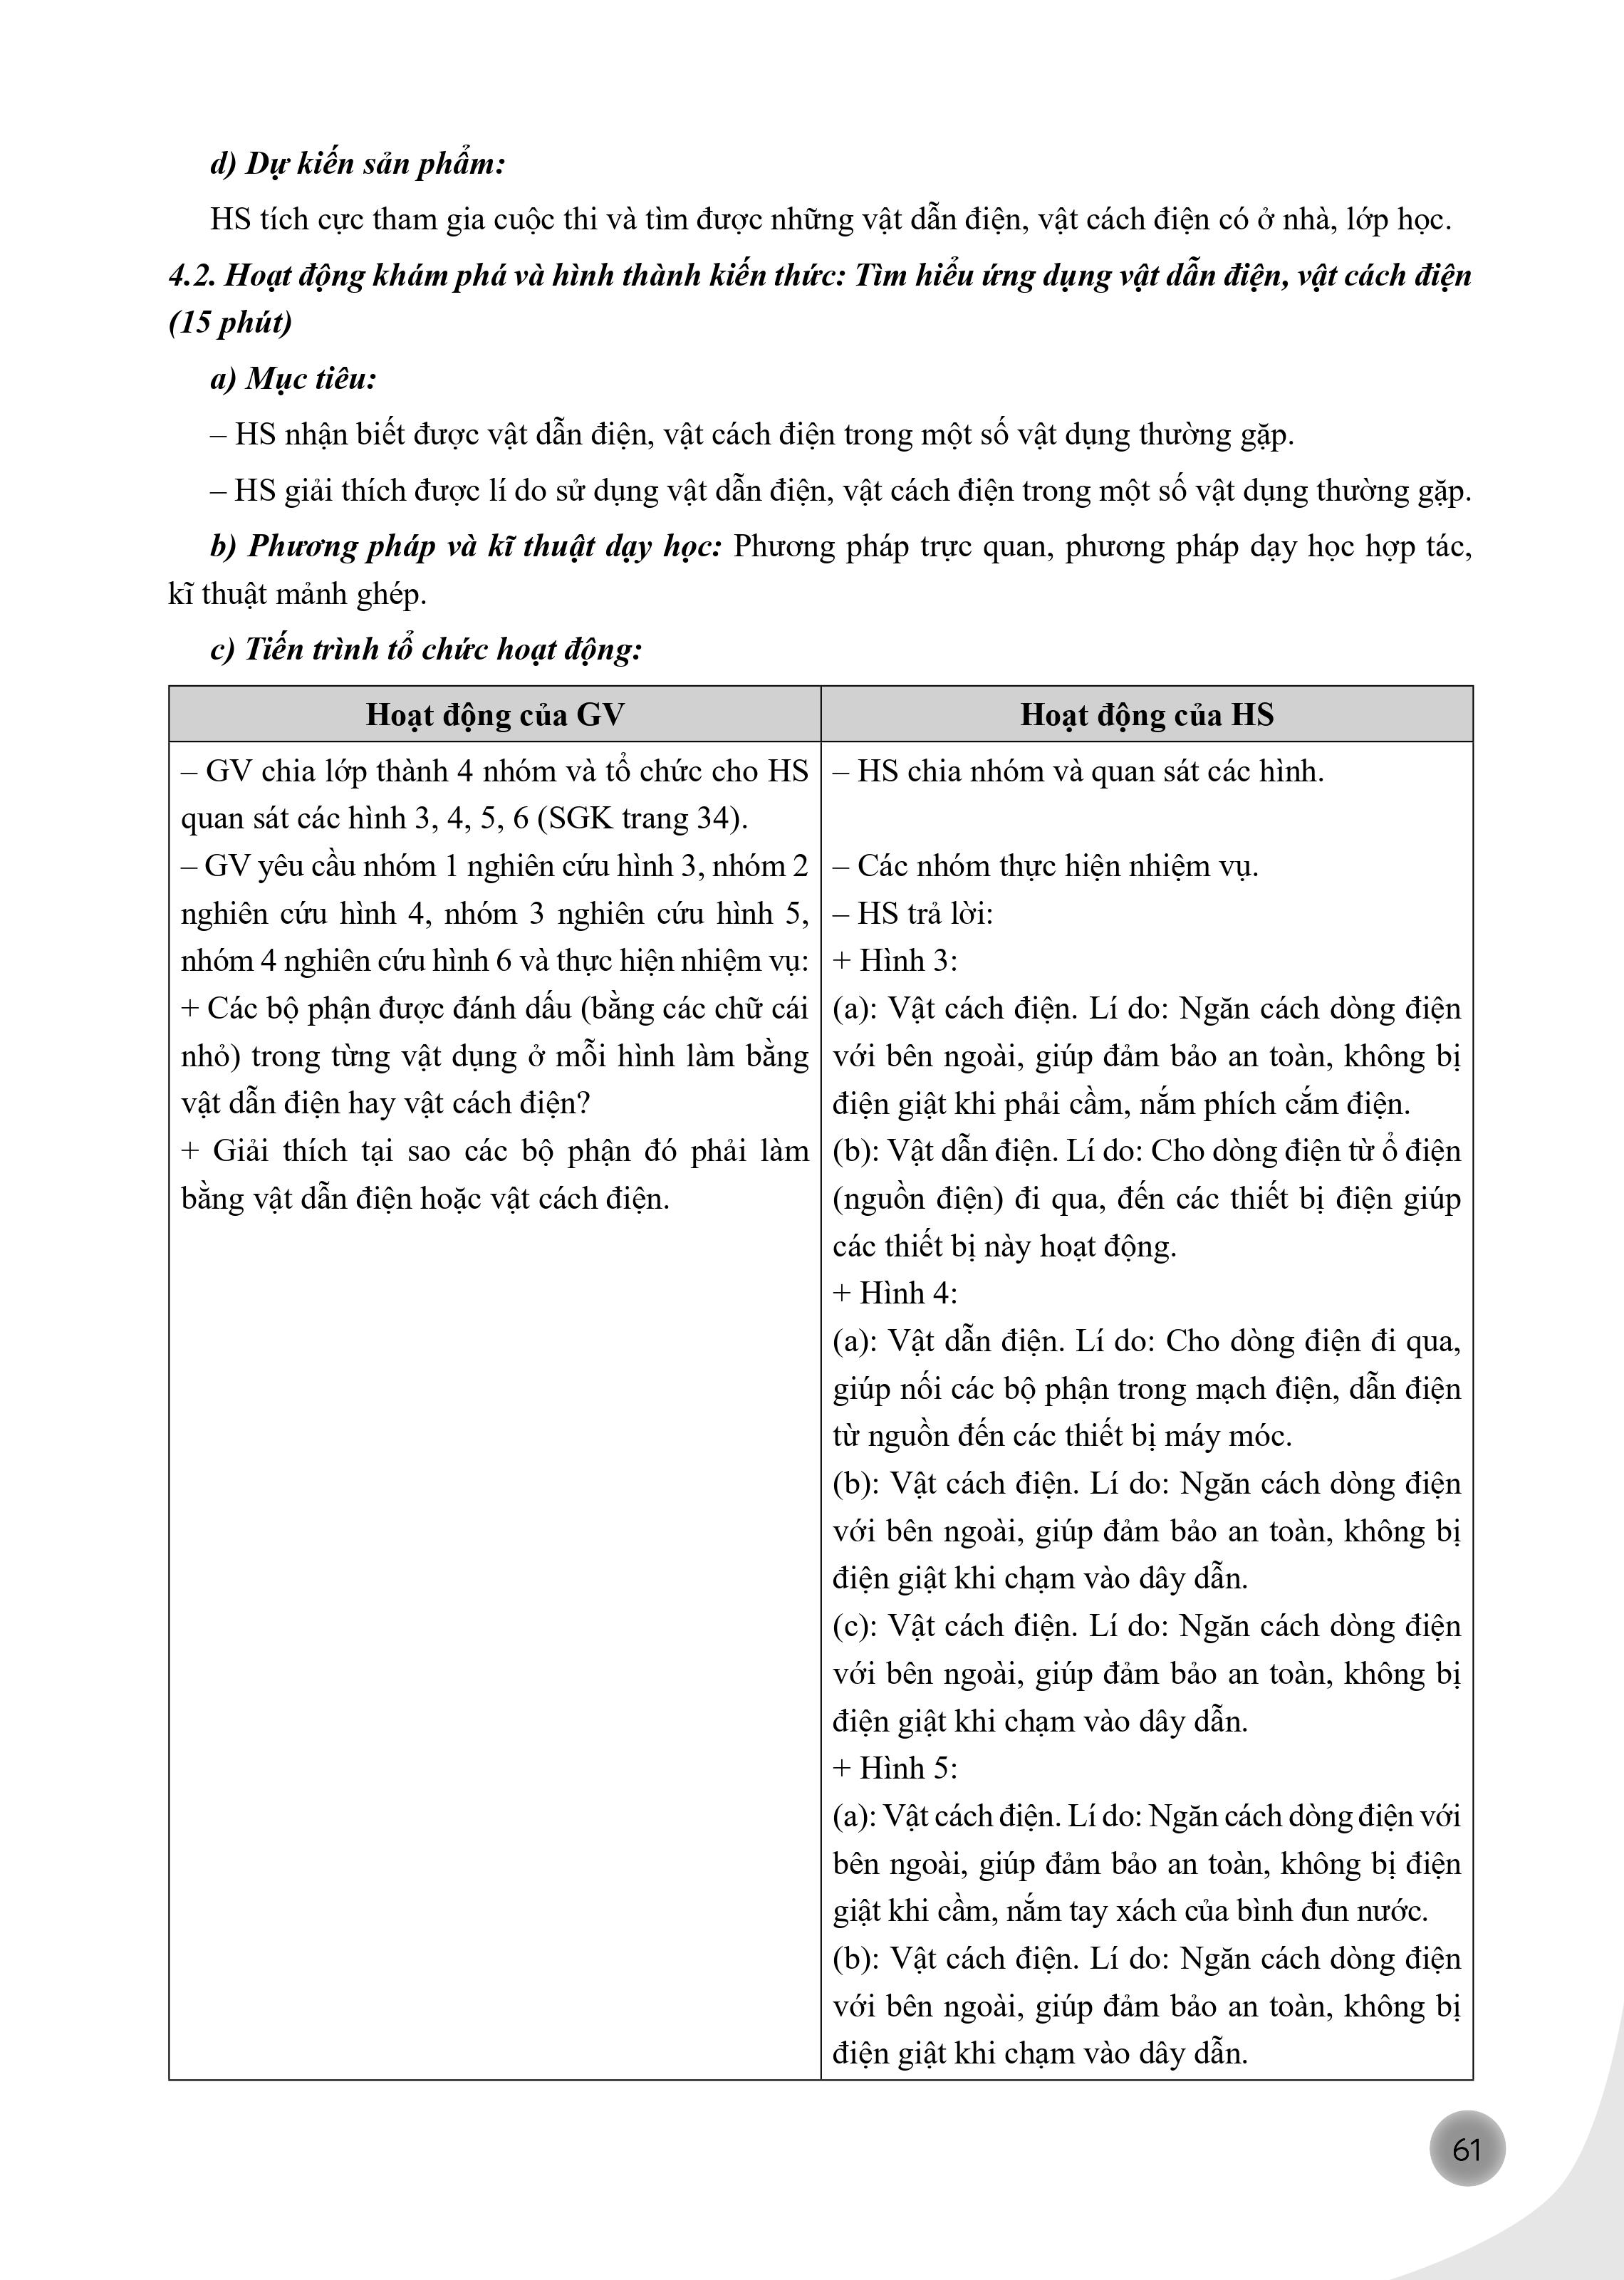 d) Dự kiến sản phẩm:
HS tích cực tham gia cuộc thi và tìm được những vật dẫn điện, vật cách điện có ở nhà, lớp học.
4.2. Hoạt động khám phá và hình thành kiến thức: Tìm hiểu ứng dụng vật dẫn điện, vật cách điện
(15 phút)
a) Mục tiêu:
– HS nhận biết được vật dẫn điện, vật cách điện trong một số vật dụng thường gặp.
– HS giải thích được lí do sử dụng vật dẫn điện, vật cách điện trong một số vật dụng thường gặp.
b) Phương pháp và kĩ thuật dạy học: Phương pháp trực quan, phương pháp dạy học hợp tác,
kĩ thuật mảnh ghép.
c) Tiến trình tổ chức hoạt động:
Hoạt động của GV
– GV chia lớp thành 4 nhóm và tổ chức cho HS
quan sát các hình 3, 4, 5, 6 (SGK trang 34).
– GV yêu cầu nhóm 1 nghiên cứu hình 3, nhóm 2
nghiên cứu hình 4, nhóm 3 nghiên cứu hình 5,
nhóm 4 nghiên cứu hình 6 và thực hiện nhiệm vụ:
+ Các bộ phận được đánh dấu (bằng các chữ cái
nhỏ) trong từng vật dụng ở mỗi hình làm bằng
vật dẫn điện hay vật cách điện?
+ Giải thích tại sao các bộ phận đó phải làm
bằng vật dẫn điện hoặc vật cách điện.
Hoạt động của HS
– HS chia nhóm và quan sát các hình.
– Các nhóm thực hiện nhiệm vụ.
– HS trả lời:
+ Hình 3:
(a): Vật cách điện. Lí do: Ngăn cách dòng điện
với bên ngoài, giúp đảm bảo an toàn, không bị
điện giật khi phải cầm, nắm phích cắm điện.
(b): Vật dẫn điện. Lí do: Cho dòng điện từ ổ điện
(nguồn điện) đi qua, đến các thiết bị điện giúp
các thiết bị này hoạt động.
+ Hình 4:
(a): Vật dẫn điện. Lí do: Cho dòng điện đi qua,
giúp nối các bộ phận trong mạch điện, dẫn điện
từ nguồn đến các thiết bị máy móc.
(b): Vật cách điện. Lí do: Ngăn cách dòng điện
với bên ngoài, giúp đảm bảo an toàn, không bị
điện giật khi chạm vào dây dẫn.
(c): Vật cách điện. Lí do: Ngăn cách dòng điện
với bên ngoài, giúp đảm bảo an toàn, không bị
điện giật khi chạm vào dây dẫn.
+ Hình 5:
(a): Vật cách điện. Lí do: Ngăn cách dòng điện với
bên ngoài, giúp đảm bảo an toàn, không bị điện
giật khi cầm, nắm tay xách của bình đun nước.
(b): Vật cách điện. Lí do: Ngăn cách dòng điện
với bên ngoài, giúp đảm bảo an toàn, không bị
điện giật khi chạm vào dây dẫn.
61